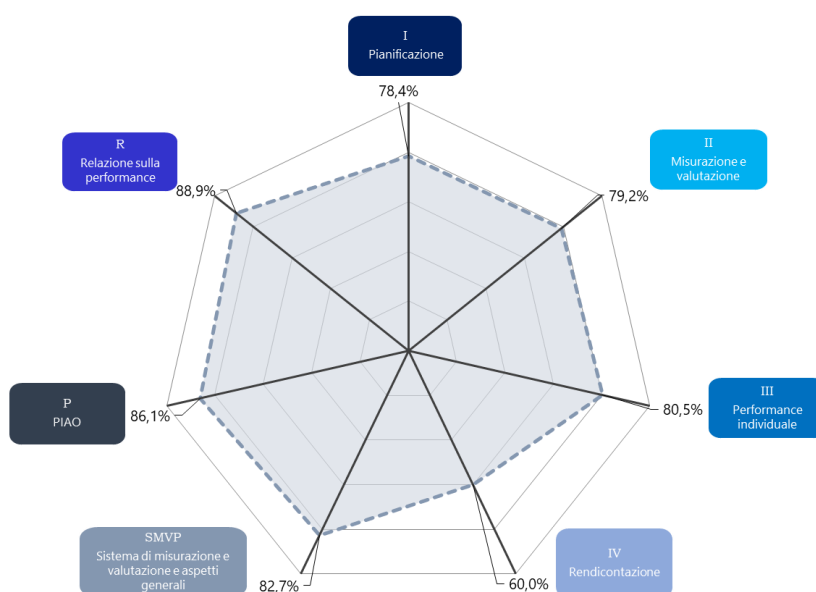 I
Pianificazione
78,4%
II
Misurazione e
valutazione
79,2%
III
Performance
individuale
80,5%
IV
Rendicontazione
60,0%
SMVP
Sistema di misurazione e
valutazione e aspetti
generali
82,7%
P
PIAO
86,1%
R
Relazione sulla
performance
88,9%